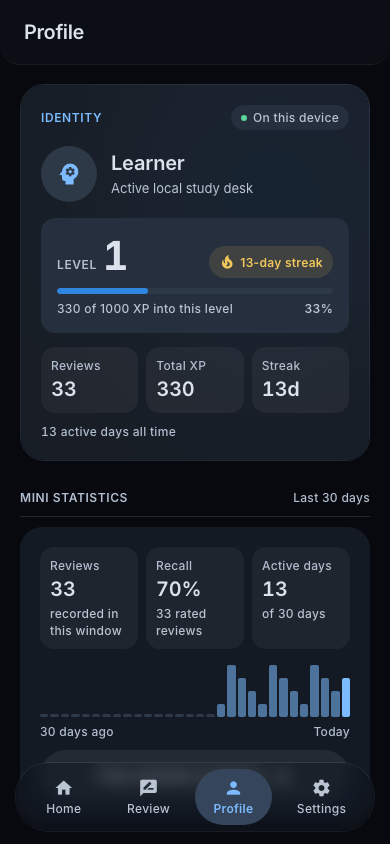 Profile
IDENTITY
On this device
Learner
Active local study desk
LEVEL 1
13-day streak
330 of 1000 XP into this level
33%
Reviews
33
Total XP
330
Streak
13d
13 active days all time
MINI STATISTICS
Last 30 days
Reviews
33
recorded in
this window
Recall
70%
33 rated
reviews
Active days
13
of 30 days
30 days ago
Today
Home
Review
Profile
Settings